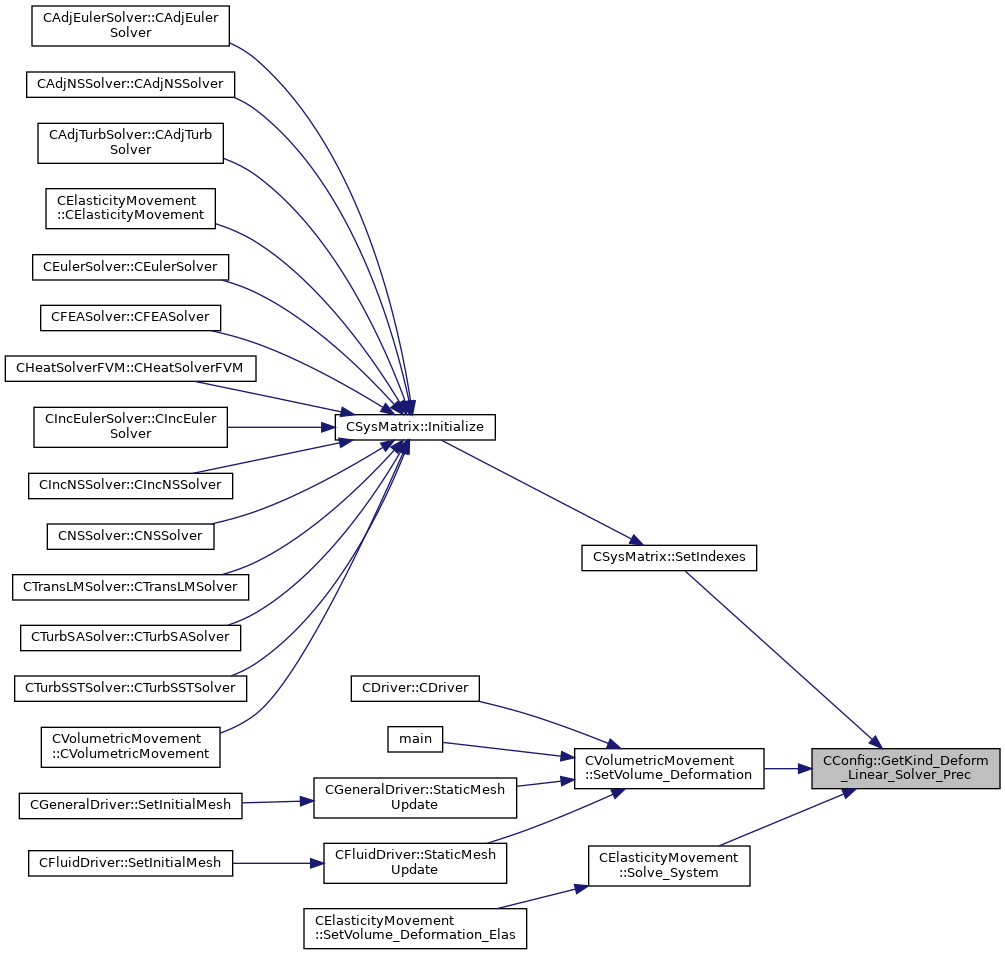 CAdjEulerSolver::CAdjEuler
Solver
CAdjNSSolver::CAdjNSSolver
CAdjTurbSolver::CAdjTurb
Solver
CElasticityMovement
::CElasticityMovement
CEulerSolver::CEulerSolver
CFEASolver::CFEASolver
CHeatSolverFVM::CHeatSolverFVM
CIncEulerSolver::CIncEuler
Solver
CIncNSSolver::CIncNSSolver
CNSSolver::CNSSolver
CTransLMSolver::CTransLMSolver
CTurbSASolver::CTurbSASolver
CTurbSSTSolver::CTurbSSTSolver
CVolumetricMovement
::CVolumetricMovement
CSysMatrix::Initialize
CSysMatrix::SetIndexes
CDriver::CDriver
main
CGeneralDriver::StaticMesh
Update
CGeneralDriver::SetInitialMesh
CFluidDriver::StaticMesh
Update
CFluidDriver::SetInitialMesh
CElasticityMovement
::SetVolume_Deformation_Elas
CVolumetricMovement
::SetVolume_Deformation
CElasticityMovement
::Solve_System
CConfig::GetKind_Deform
_Linear_Solver_Prec